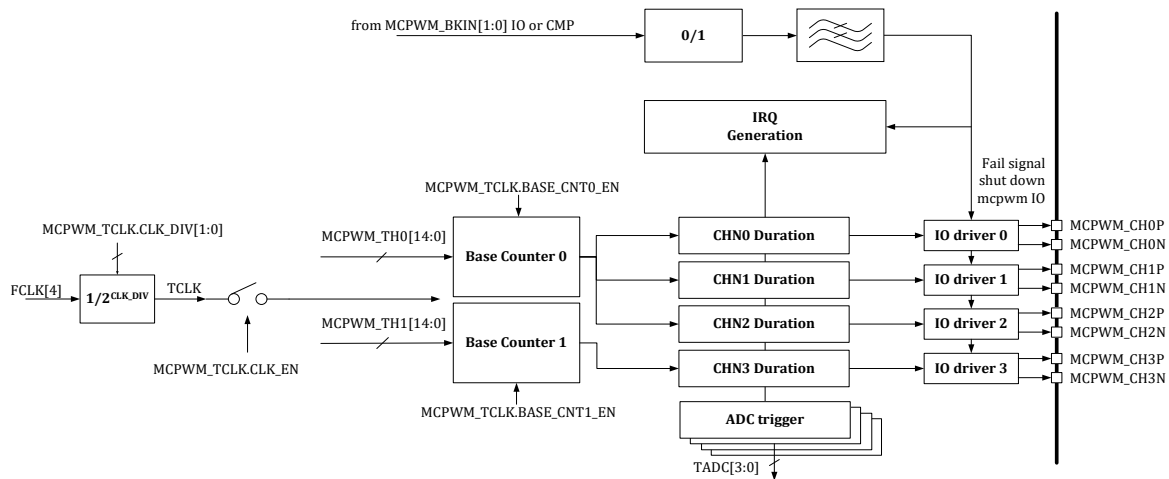 from MCPWM_BKIN[1:0] IO or CMP
0/1
IRQ
Generation
Fail signal
shut down
mcpwm IO
MCPWM_TCLK.BASE_CNT0_EN
MCPWM_TCLK.CLK_DIV[1:0]
MCPWM_TH0[14:0]
Base Counter 0
CHN0 Duration
IO driver 0
MCPWM_CH0P
MCPWM_CH0N
FCLK[4]
1/2CLK_DIV
TCLK
CHN1 Duration
IO driver 1
MCPWM_CH1P
MCPWM_CH1N
MCPWM_TH1[14:0]
Base Counter 1
CHN2 Duration
IO driver 2
MCPWM_CH2P
MCPWM_CH2N
MCPWM_TCLK.CLK_EN
CHN3 Duration
IO driver 3
MCPWM_CH3P
MCPWM_CH3N
MCPWM_TCLK.BASE_CNT1_EN
ADC trigger
TADC[3:0]